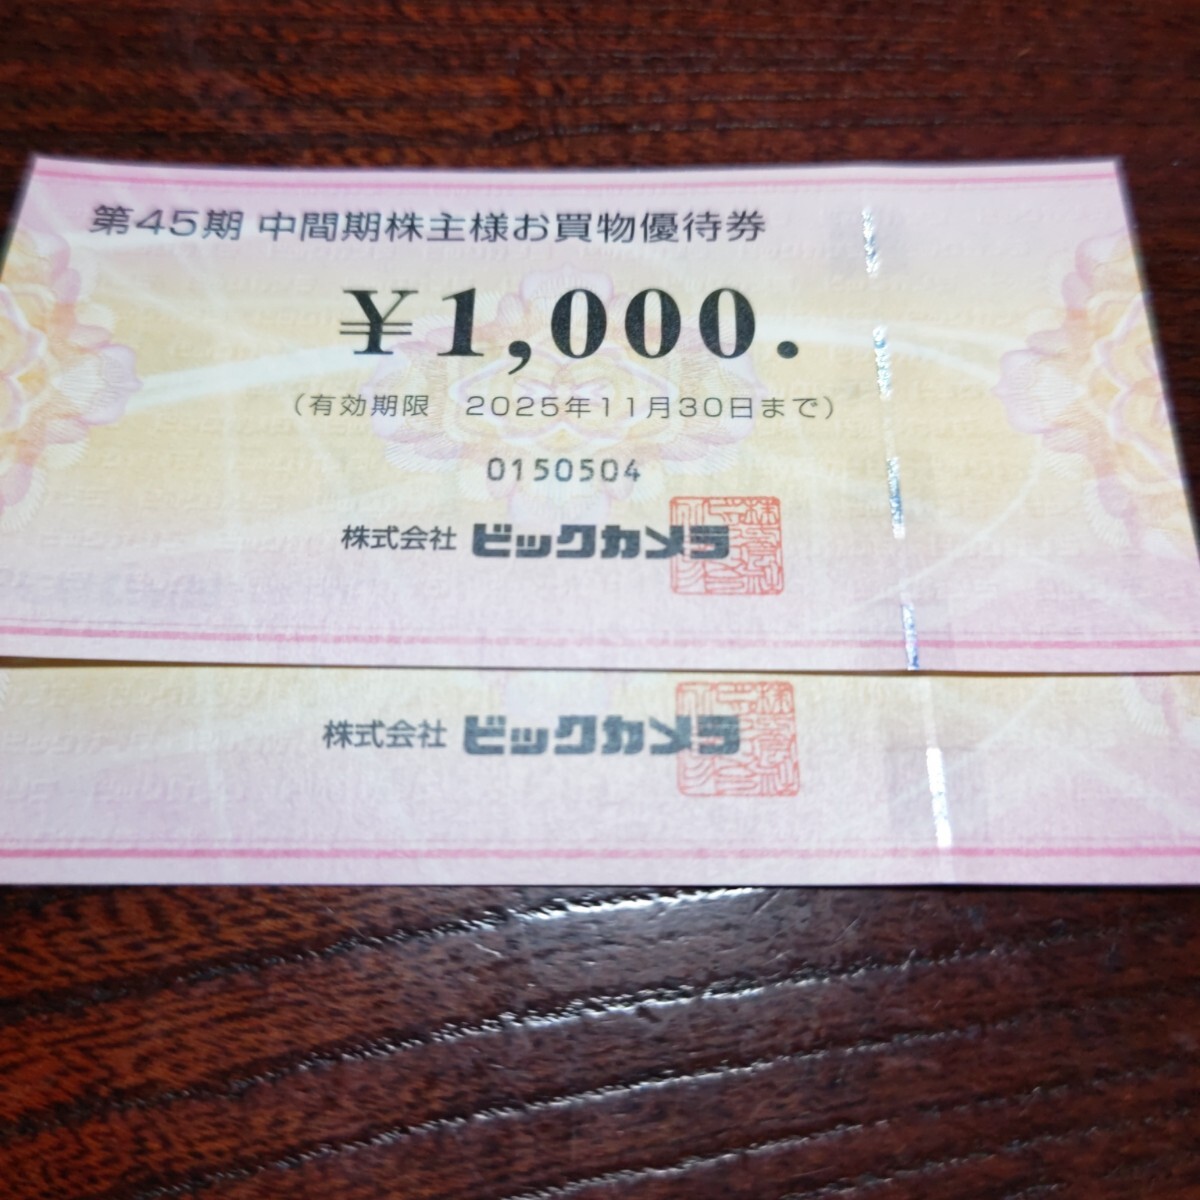 第45期 中間期株主様お買物優待券
¥1,000.
（有効期限　2025年11月30日まで）
0150504
株式会社 ビックカメラ
株式会社 ビックカメラ